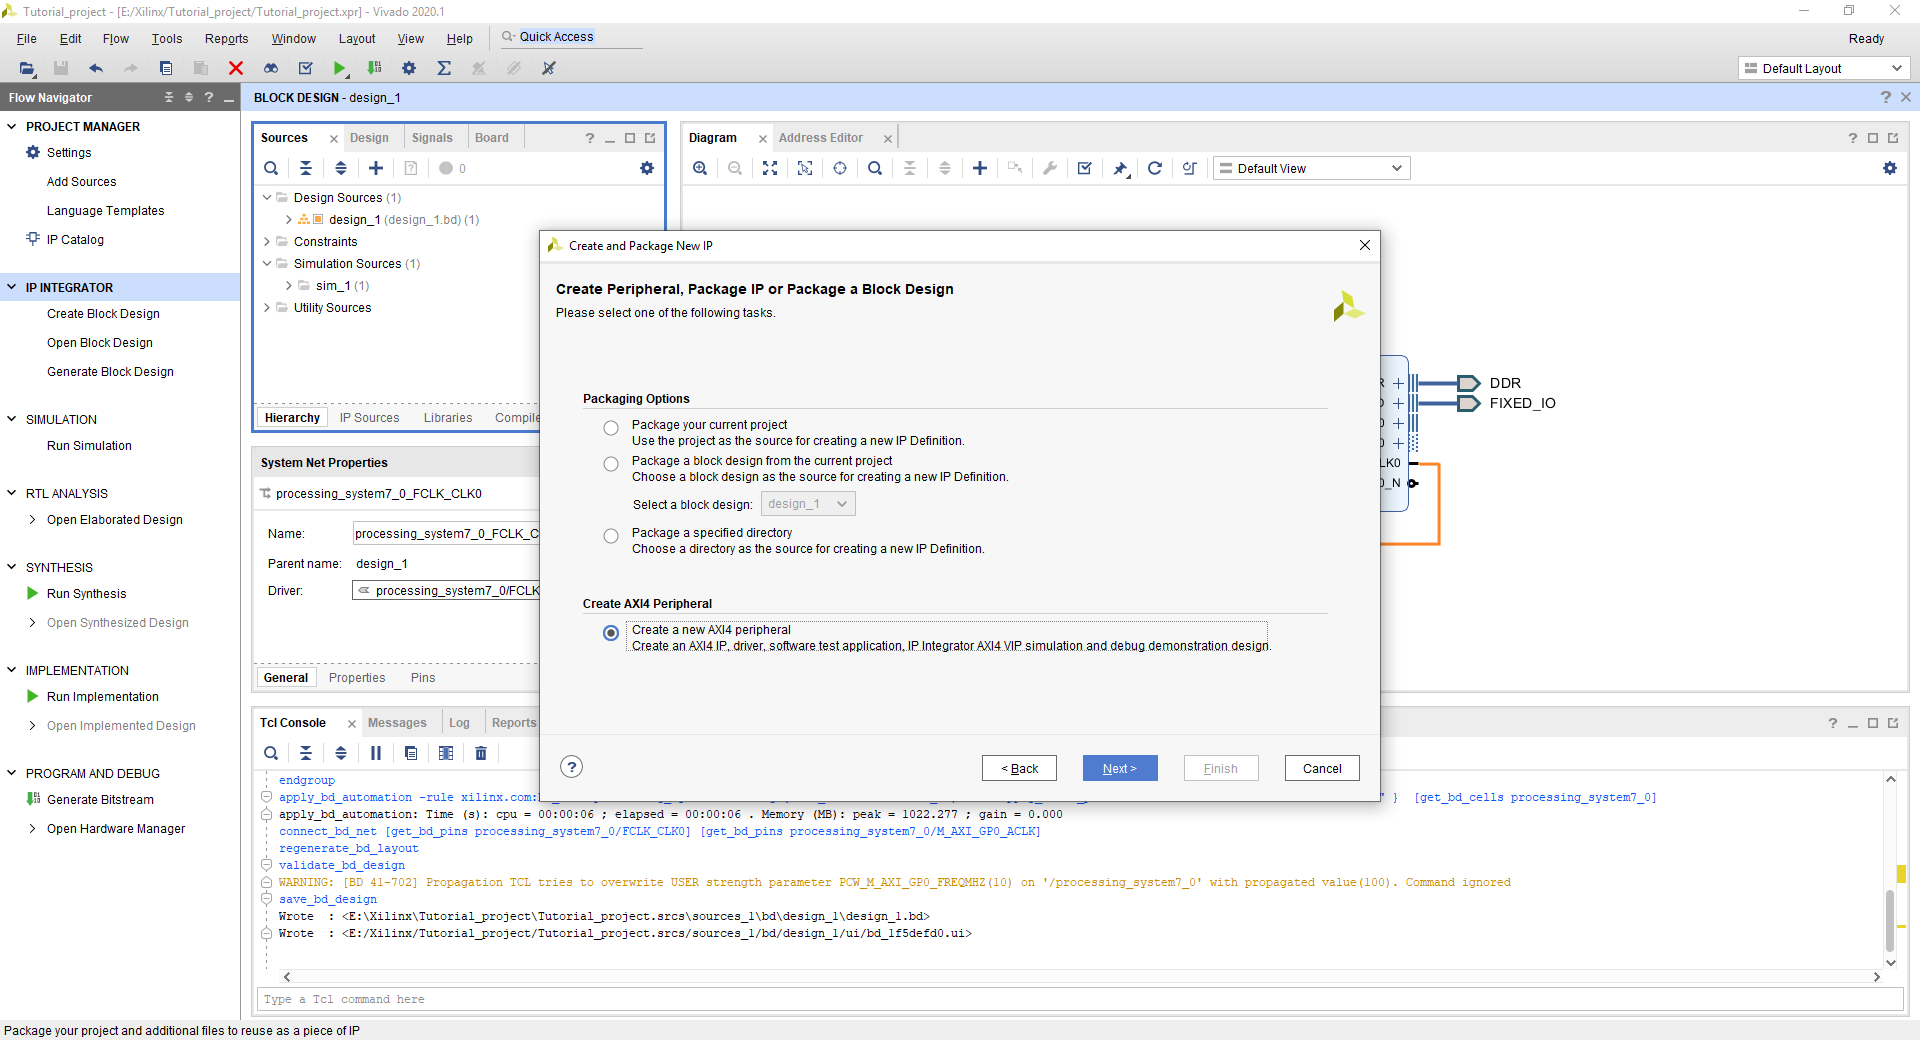 Tutorial_project - [E:/Xilinx/Tutorial_project/Tutorial_project.xpr] - Vivado 2020.1
File Edit Flow Tools Reports Window Layout View Help Quick Access Ready
Default Layout
Flow Navigator
PROJECT MANAGER
Settings
Add Sources
Language Templates
IP Catalog
IP INTEGRATOR
Create Block Design
Open Block Design
Generate Block Design
SIMULATION
Run Simulation
RTL ANALYSIS
Open Elaborated Design
SYNTHESIS
Run Synthesis
Open Synthesized Design
IMPLEMENTATION
Run Implementation
Open Implemented Design
PROGRAM AND DEBUG
Generate Bitstream
Open Hardware Manager
BLOCK DESIGN - design_1
Sources Design Signals Board
0
Design Sources (1)
design_1 (design_1.bd) (1)
Constraints
Simulation Sources (1)
sim_1 (1)
Utility Sources
Hierarchy IP Sources Libraries Compile
System Net Properties
processing_system7_0_FCLK_CLK0
Name: processing_system7_0_FCLK_C
Parent name: design_1
Driver: processing_system7_0/FCLK
General Properties Pins
Diagram Address Editor
Default View
DDR
FIXED_IO
LK0
0_N
Create and Package New IP
Create Peripheral, Package IP or Package a Block Design
Please select one of the following tasks.
Packaging Options
Package your current project
Use the project as the source for creating a new IP Definition.
Package a block design from the current project
Choose a block design as the source for creating a new IP Definition.
Select a block design: design_1
Package a specified directory
Choose a directory as the source for creating a new IP Definition.
Create AXI4 Peripheral
Create a new AXI4 peripheral
Create an AXI4 IP, driver, software test application, IP Integrator AXI4 VIP simulation and debug demonstration design.
? < Back Next > Finish Cancel
Tcl Console Messages Log Reports
endgroup
apply_bd_automation -rule xilinx.com: " } [get_bd_cells processing_system7_0]
apply_bd_automation: Time (s): cpu = 00:00:06 ; elapsed = 00:00:06 . Memory (MB): peak = 1022.277 ; gain = 0.000
connect_bd_net [get_bd_pins processing_system7_0/FCLK_CLK0] [get_bd_pins processing_system7_0/M_AXI_GP0_ACLK]
regenerate_bd_layout
validate_bd_design
WARNING: [BD 41-702] Propagation TCL tries to overwrite USER strength parameter PCW_M_AXI_GP0_FREQMHZ(10) on '/processing_system7_0' with propagated value(100). Command ignored
save_bd_design
Wrote : <E:\Xilinx\Tutorial_project\Tutorial_project.srcs\sources_1\bd\design_1\design_1.bd>
Wrote : <E:/Xilinx/Tutorial_project/Tutorial_project.srcs/sources_1/bd/design_1/ui/bd_1f5defd0.ui>
Type a Tcl command here
Package your project and additional files to reuse as a piece of IP